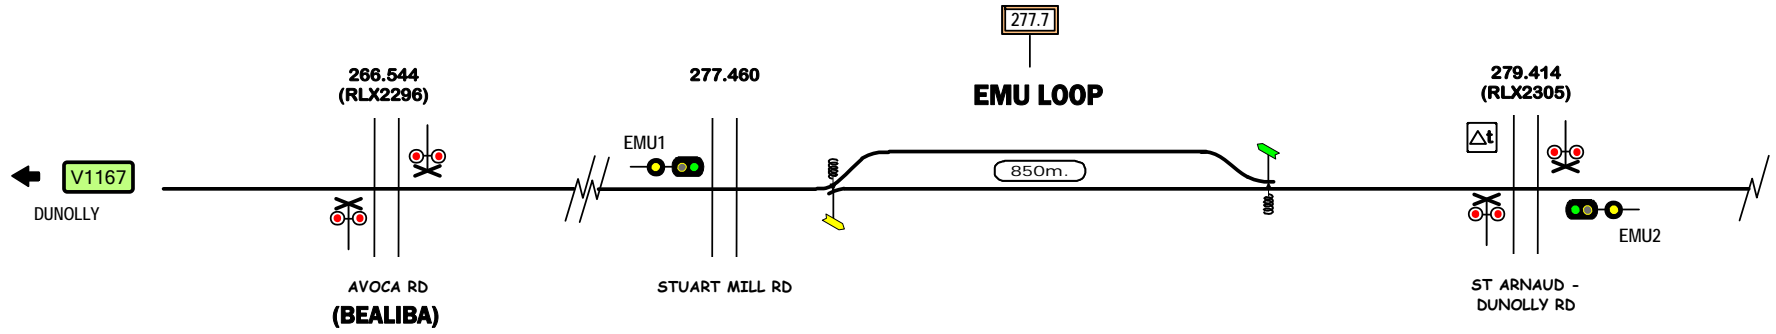 277.7
266.544
(RLX2296)
277.460
EMU LOOP
279.414
(RLX2305)
EMU1
Δt
V1167
850m.
DUNOLLY
EMU2
AVOCA RD
(BEALIBA)
STUART MILL RD
ST ARNAUD -
DUNOLLY RD